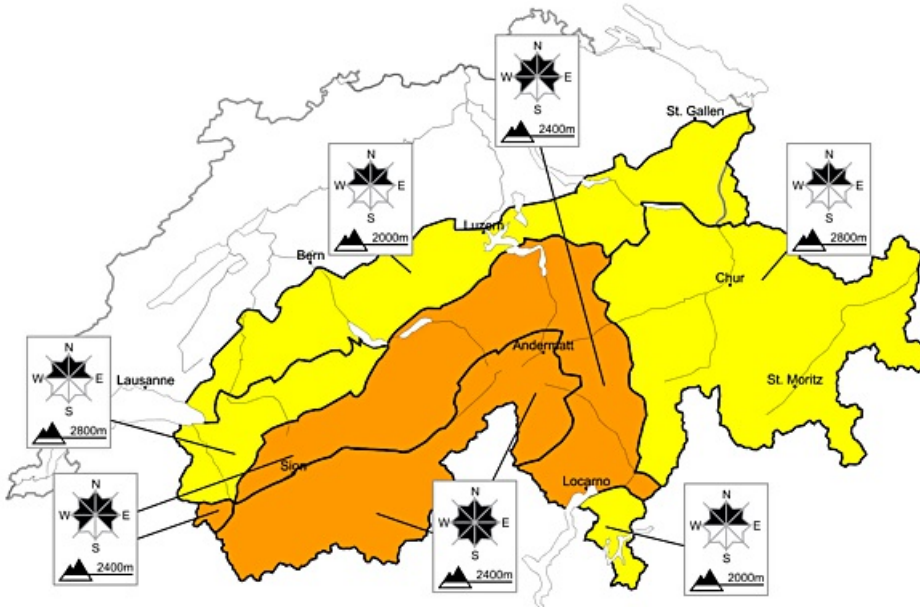 N
W E
S
2400m
St. Gallen
N
W E
S
2000m
N
W E
S
2800m
Luzern
Bern
Chur
Andermatt
St. Moritz
N
W E
S
2800m
Lausanne
Sion
Locarno
N
W E
S
2400m
N
W E
S
2400m
N
W E
S
2000m